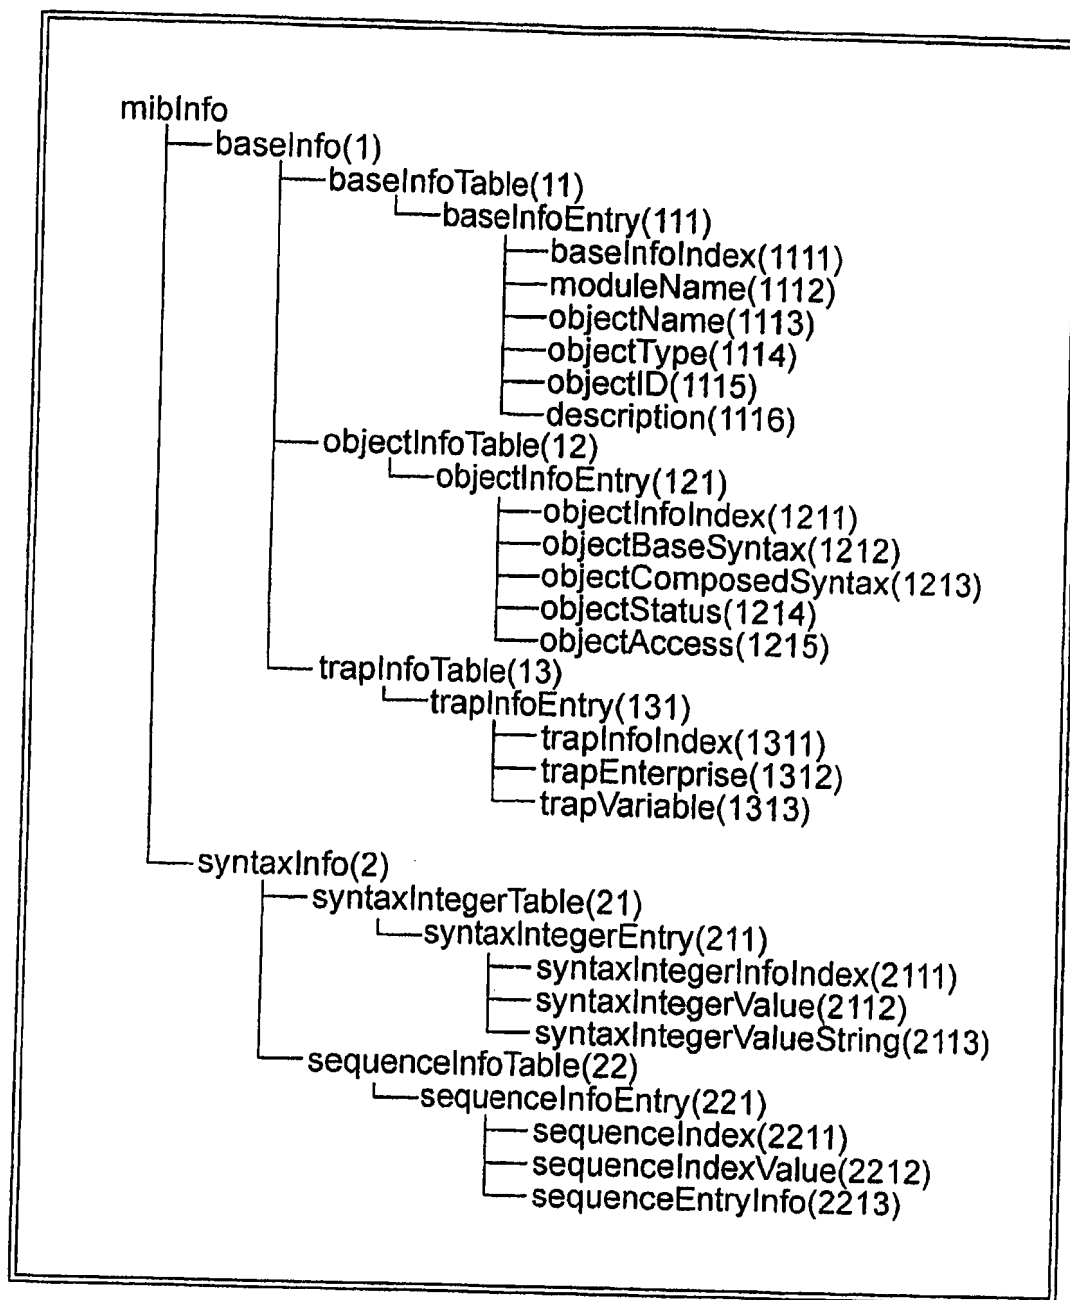 mibInfo
baseInfo(1)
baseInfoTable(11)
baseInfoEntry(111)
baseInfoIndex(1111)
moduleName(1112)
objectName(1113)
objectType(1114)
objectID(1115)
description(1116)
objectInfoTable(12)
objectInfoEntry(121)
objectInfoIndex(1211)
objectBaseSyntax(1212)
objectComposedSyntax(1213)
objectStatus(1214)
objectAccess(1215)
trapInfoTable(13)
trapInfoEntry(131)
trapInfoIndex(1311)
trapEnterprise(1312)
trapVariable(1313)
syntaxInfo(2)
syntaxIntegerTable(21)
syntaxIntegerEntry(211)
syntaxIntegerInfoIndex(2111)
syntaxIntegerValue(2112)
syntaxIntegerValueString(2113)
sequenceInfoTable(22)
sequenceInfoEntry(221)
sequenceIndex(2211)
sequenceIndexValue(2212)
sequenceEntryInfo(2213)